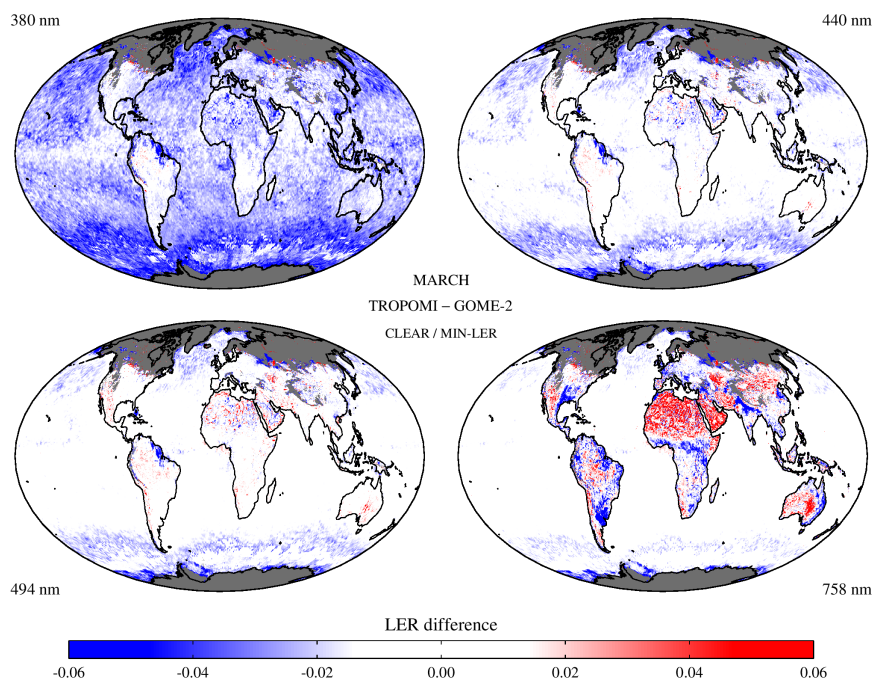 380 nm
440 nm
MARCH
TROPOMI − GOME-2
CLEAR / MIN-LER
494 nm
758 nm
LER difference
-0.06 -0.04 -0.02 0.00 0.02 0.04 0.06